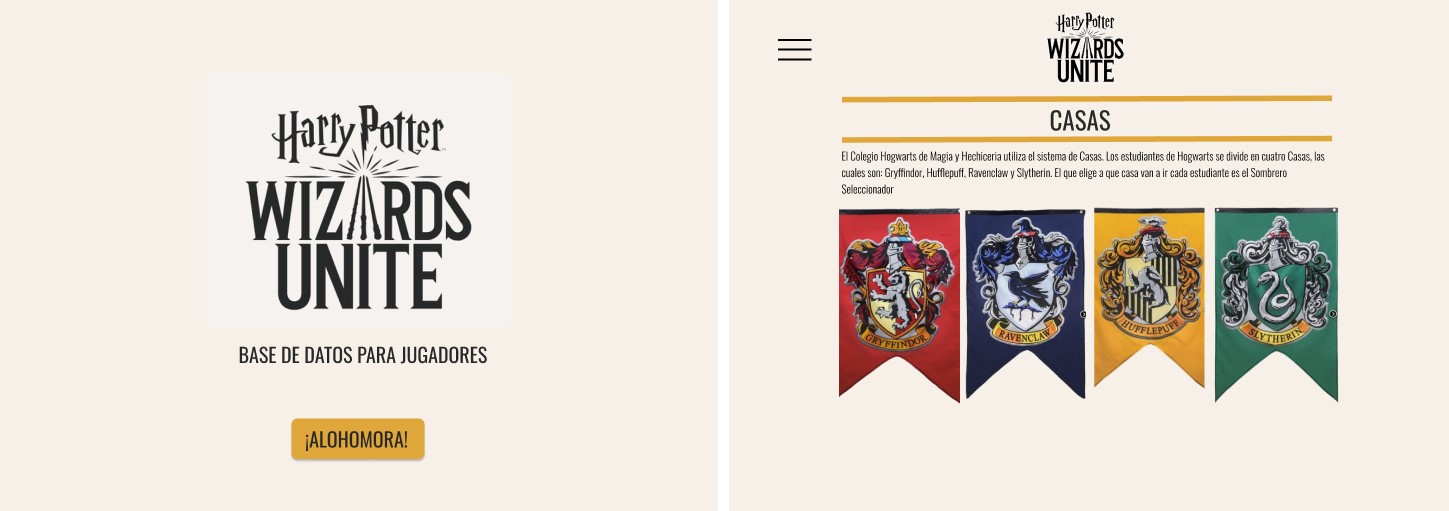 Harry Potter
WIZARDS
UNITE
BASE DE DATOS PARA JUGADORES
¡ALOHOMORA!
Harry Potter
WIZARDS
UNITE
CASAS
El Colegio Hogwarts de Magia y Hechiceria utiliza el sistema de Casas. Los estudiantes de Hogwarts se divide en cuatro Casas, las
cuales son: Gryffindor, Hufflepuff, Ravenclaw y Slytherin. El que elige a que casa van a ir cada estudiante es el Sombrero
Seleccionador
GRYFFINDOR
RAVENCLAW
HUFFLEPUFF
SLYTHERIN